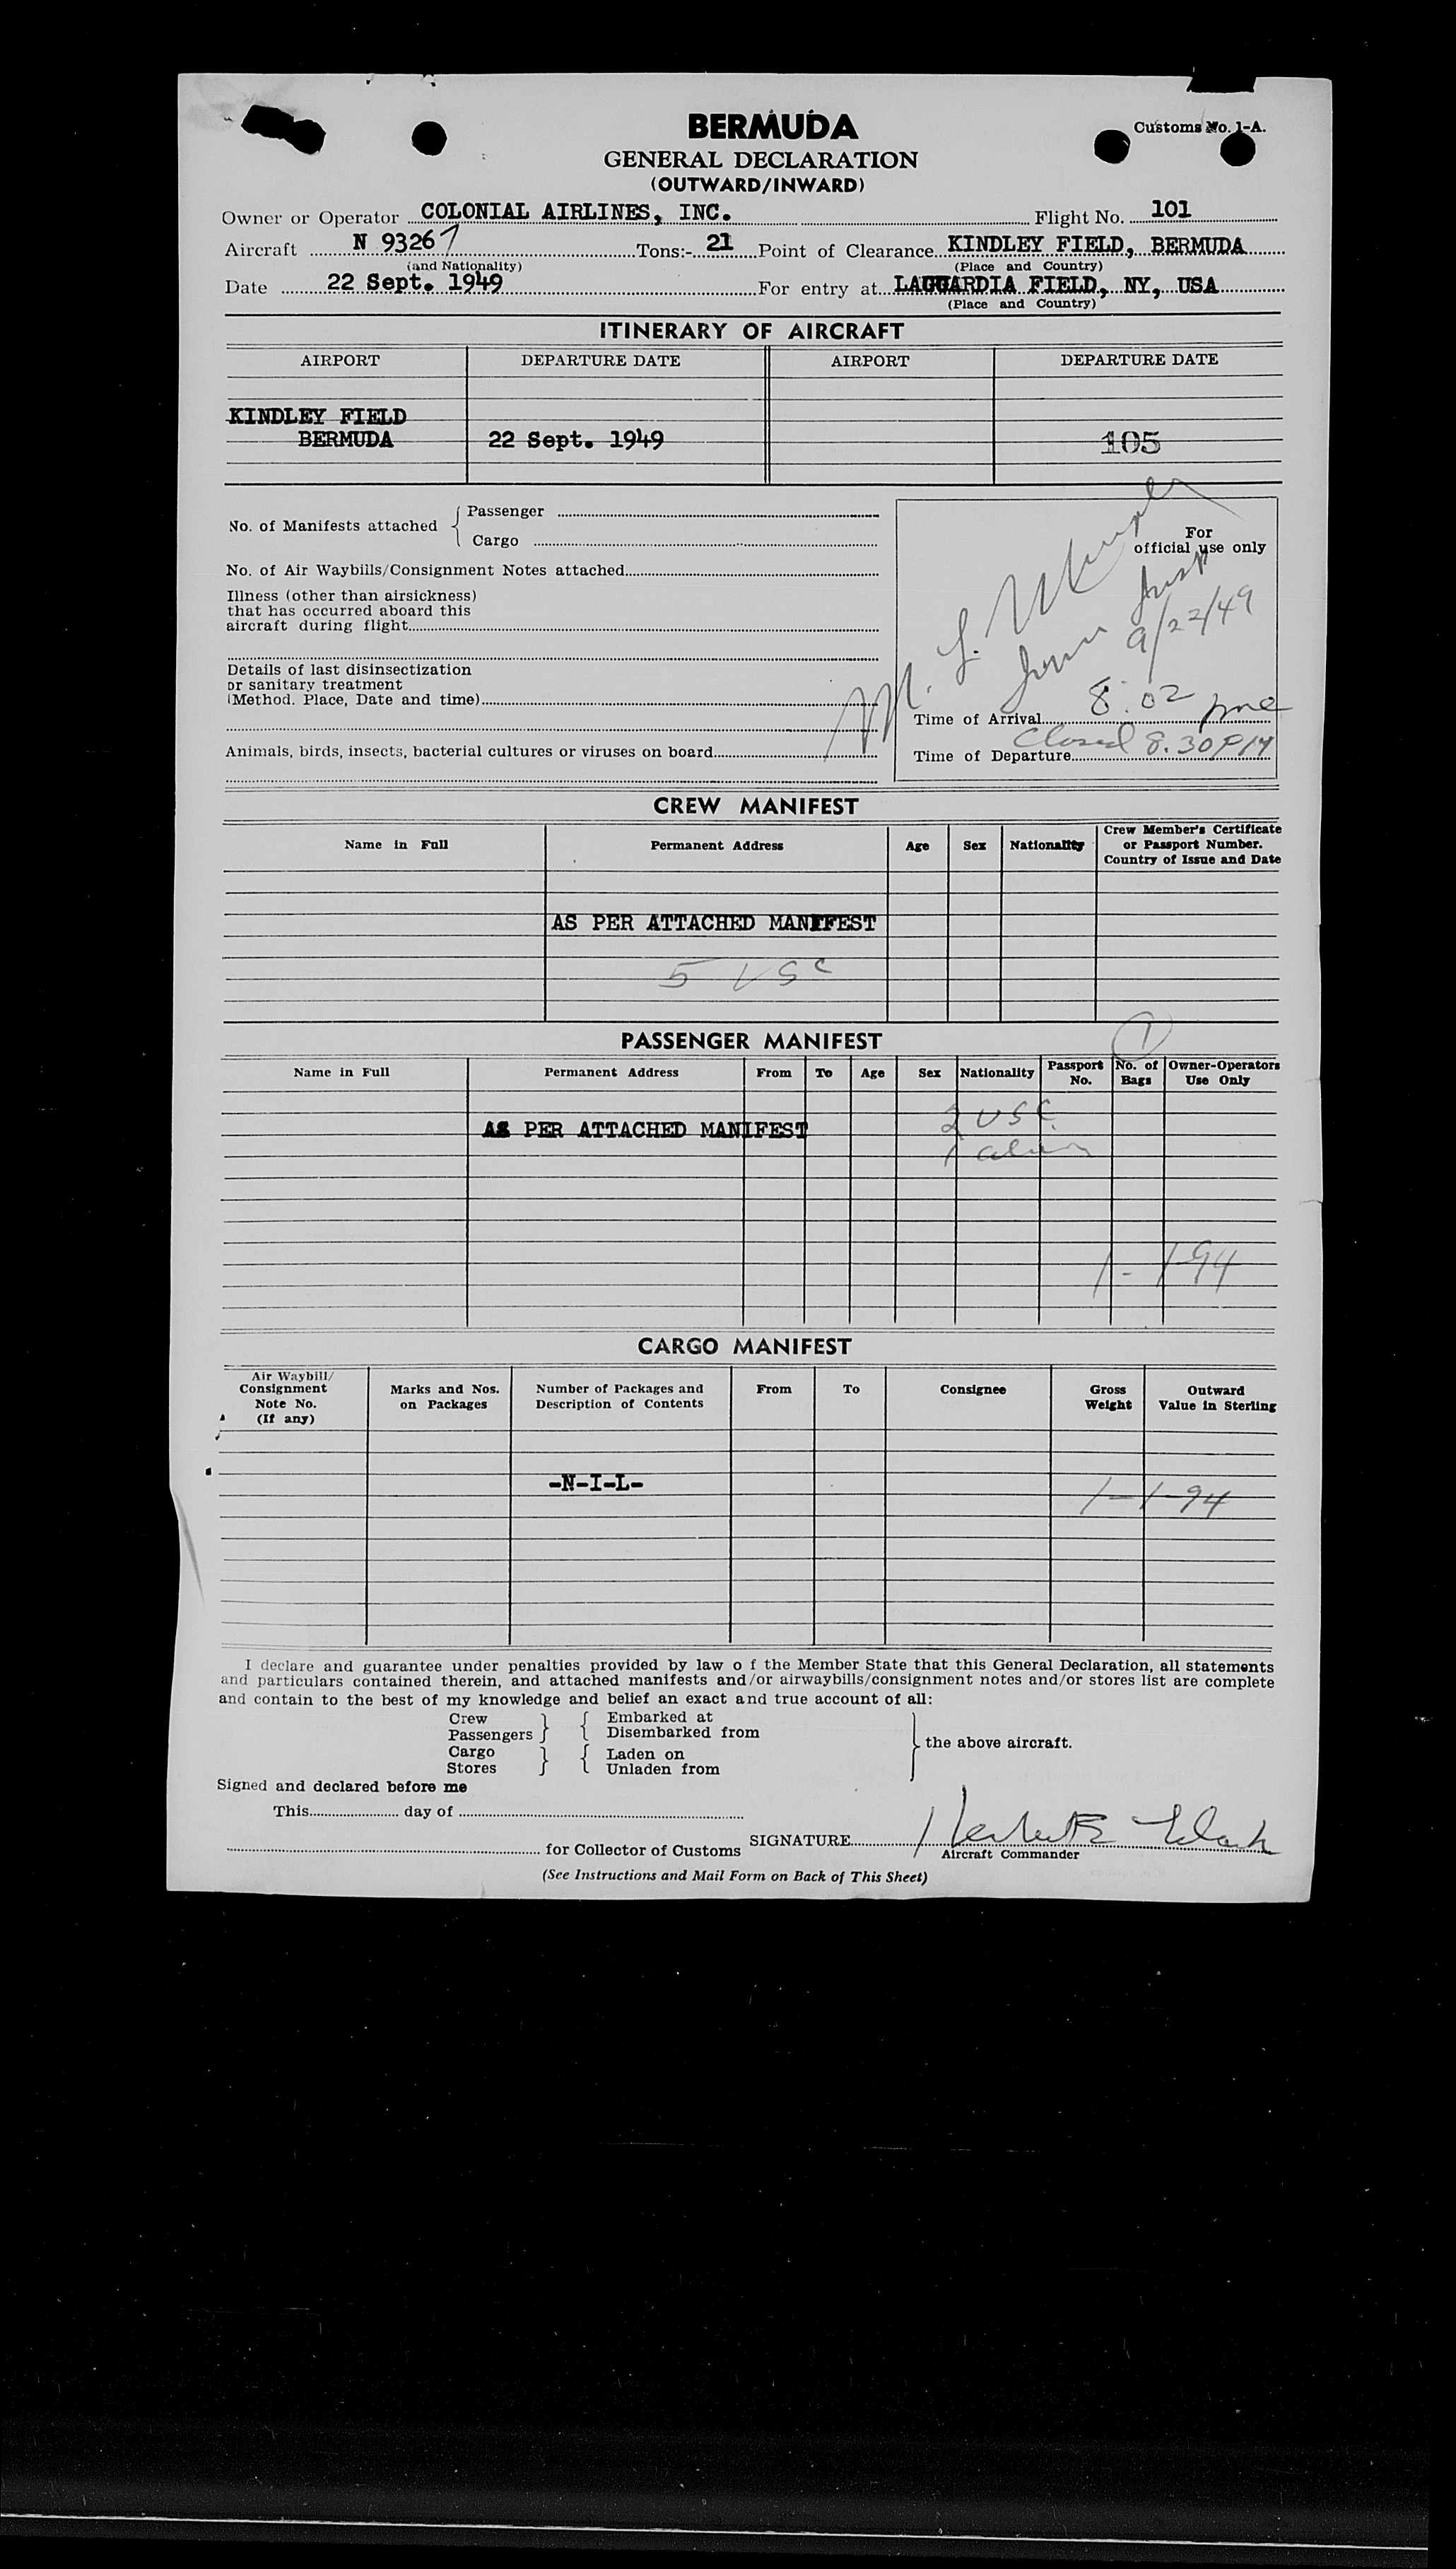 BERMUDA
Customs No. 1-A.
GENERAL DECLARATION
(OUTWARD/INWARD)
Owner or Operator COLONIAL AIRLINES, INC. Flight No. 101
Aircraft N 93267 Tons:- 21 Point of Clearance KINDLEY FIELD, BERMUDA
(and Nationality) (Place and Country)
Date 22 Sept. 1949 For entry at LAGUARDIA FIELD, NY, USA
(Place and Country)
ITINERARY OF AIRCRAFT
AIRPORT DEPARTURE DATE AIRPORT DEPARTURE DATE
KINDLEY FIELD
BERMUDA 22 Sept. 1949 105
No. of Manifests attached { Passenger
Cargo
For
official use only
No. of Air Waybills/Consignment Notes attached
Illness (other than airsickness)
that has occurred aboard this
aircraft during flight
9/22/49
Details of last disinsectization
or sanitary treatment
(Method. Place, Date and time)
Time of Arrival 8:02 pm
Closed 8.30 PM
Animals, birds, insects, bacterial cultures or viruses on board
Time of Departure
CREW MANIFEST
Name in Full Permanent Address Age Sex Nationality Crew Member's Certificate
or Passport Number.
Country of Issue and Date
AS PER ATTACHED MANIFEST
5 USC
PASSENGER MANIFEST
1
Name in Full Permanent Address From To Age Sex Nationality Passport No. No. of Bags Owner-Operators Use Only
2 USC
AS PER ATTACHED MANIFEST
1 alien
1-1-94
CARGO MANIFEST
Air Waybill/
Consignment
Note No.
(If any)
Marks and Nos.
on Packages
Number of Packages and
Description of Contents
From To Consignee
Gross
Weight
Outward
Value in Sterling
-N-I-L-
1-1-94
I declare and guarantee under penalties provided by law o f the Member State that this General Declaration, all statements
and particulars contained therein, and attached manifests and/or airwaybills/consignment notes and/or stores list are complete
and contain to the best of my knowledge and belief an exact and true account of all:
Crew } { Embarked at
Passengers } { Disembarked from
} the above aircraft.
Cargo } { Laden on
Stores } { Unladen from
Signed and declared before me
This day of
for Collector of Customs SIGNATURE
Aircraft Commander
(See Instructions and Mail Form on Back of This Sheet)